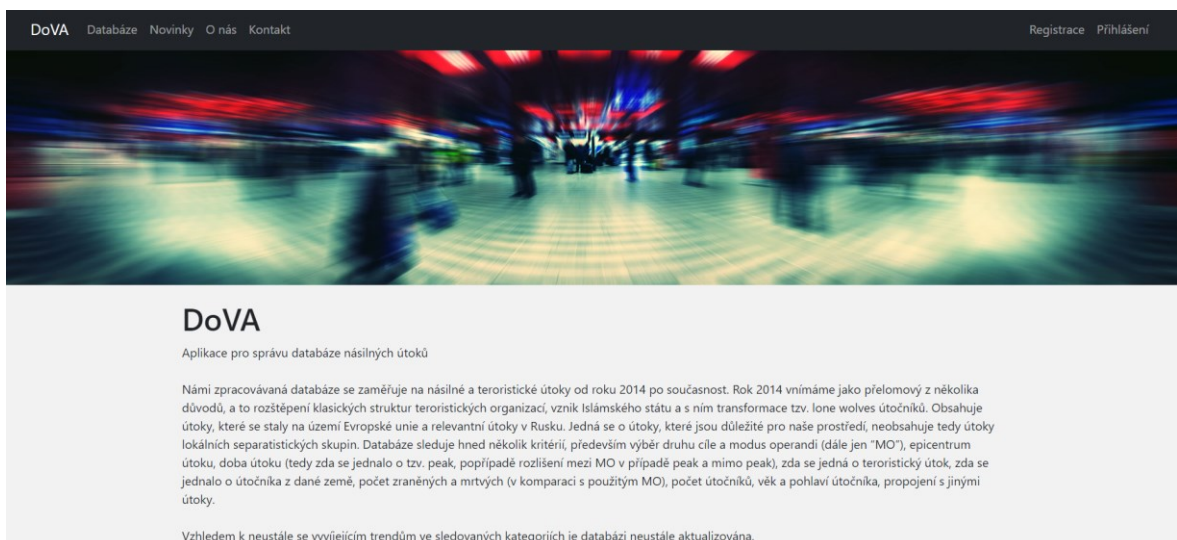 DoVA Databáze Novinky O nás Kontakt Registrace Přihlášení
DoVA
Aplikace pro správu databáze násilných útoků
Námi zpracovávaná databáze se zaměřuje na násilné a teroristické útoky od roku 2014 po současnost. Rok 2014 vnímáme jako přelomový z několika
důvodů, a to rozštěpení klasických struktur teroristických organizací, vznik Islámského státu a s ním transformace tzv. lone wolves útočníků. Obsahuje
útoky, které se staly na území Evropské unie a relevantní útoky v Rusku. Jedná se o útoky, které jsou důležité pro naše prostředí, neobsahuje tedy útoky
lokálních separatistických skupin. Databáze sleduje hned několik kritérií, především výběr druhu cíle a modus operandi (dále jen "MO"), epicentrum
útoku, doba útoku (tedy zda se jednalo o tzv. peak, popřípadě rozlišení mezi MO v případě peak a mimo peak), zda se jedná o teroristický útok, zda se
jednalo o útočníka z dané země, počet zraněných a mrtvých (v komparaci s použitým MO), počet útočníků, věk a pohlaví útočníka, propojení s jinými
útoky.
Vzhledem k neustále se vyvíjejícím trendům ve sledovaných kategoriích je databázi neustále aktualizována.